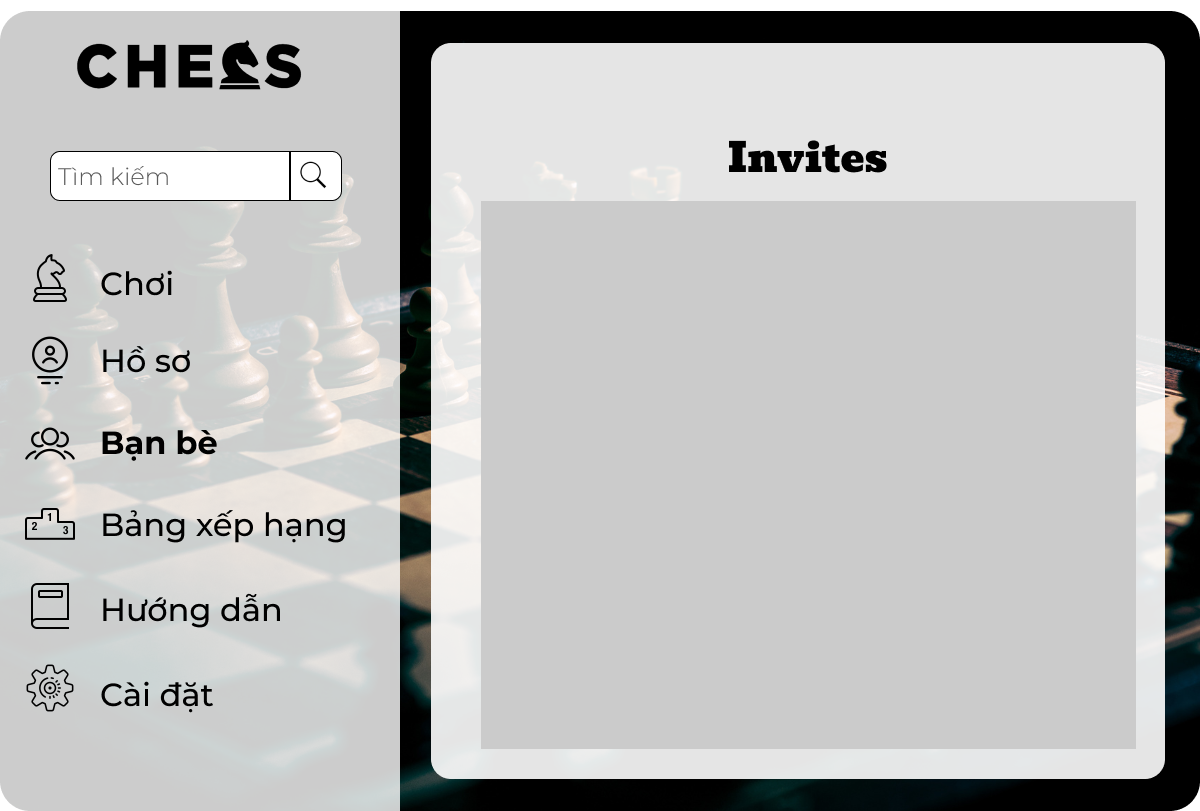 CHESS
Tìm kiếm
Chơi
Hồ sơ
Bạn bè
2 1 3
Bảng xếp hạng
Hướng dẫn
Cài đặt
Invites